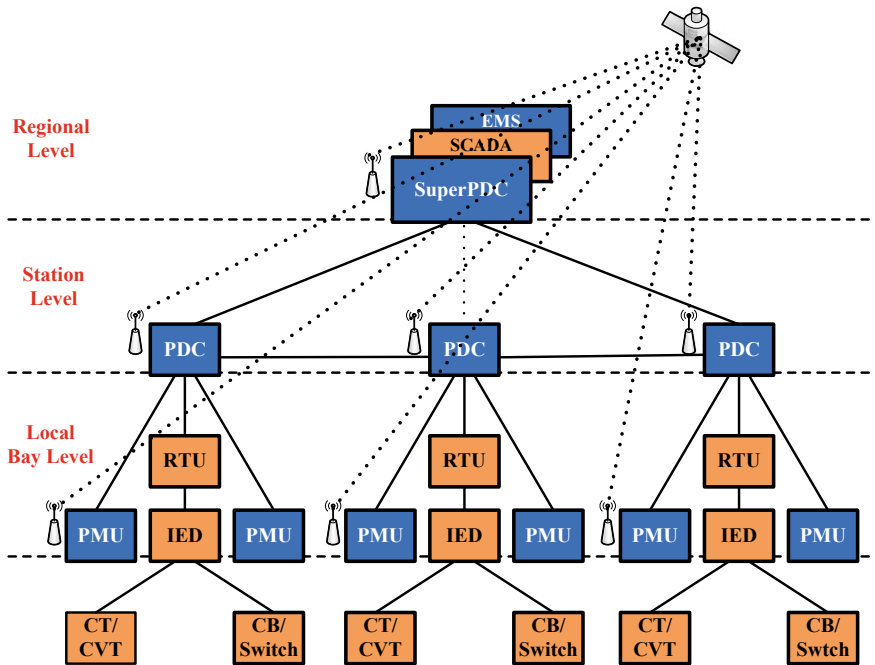 EMS
Regional
Level
SCADA
SuperPDC
Station
Level
PDC
PDC
PDC
Local
Bay Level
RTU
RTU
RTU
PMU
IED
PMU
PMU
IED
PMU
PMU
IED
PMU
CT/
CVT
CB/
Switch
CT/
CVT
CB/
Switch
CT/
CVT
CB/
Switch